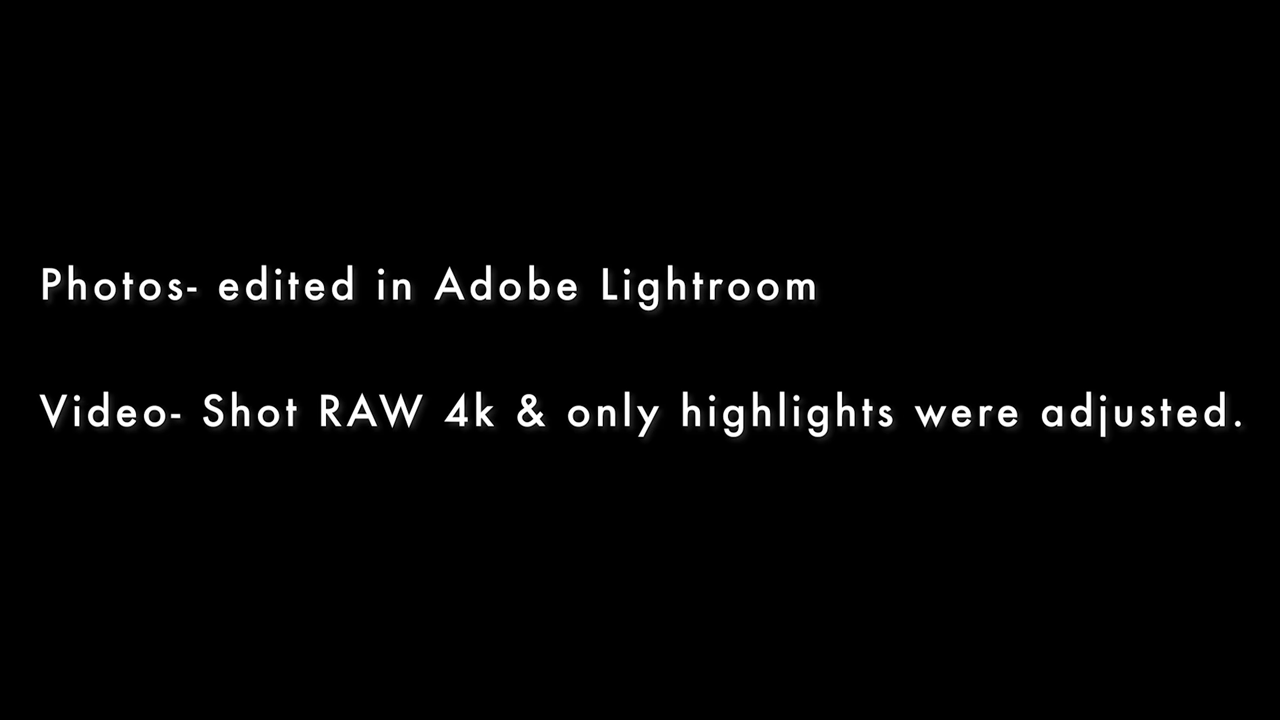 Photos- edited in Adobe Lightroom
Video- Shot RAW 4k & only highlights were adjusted.